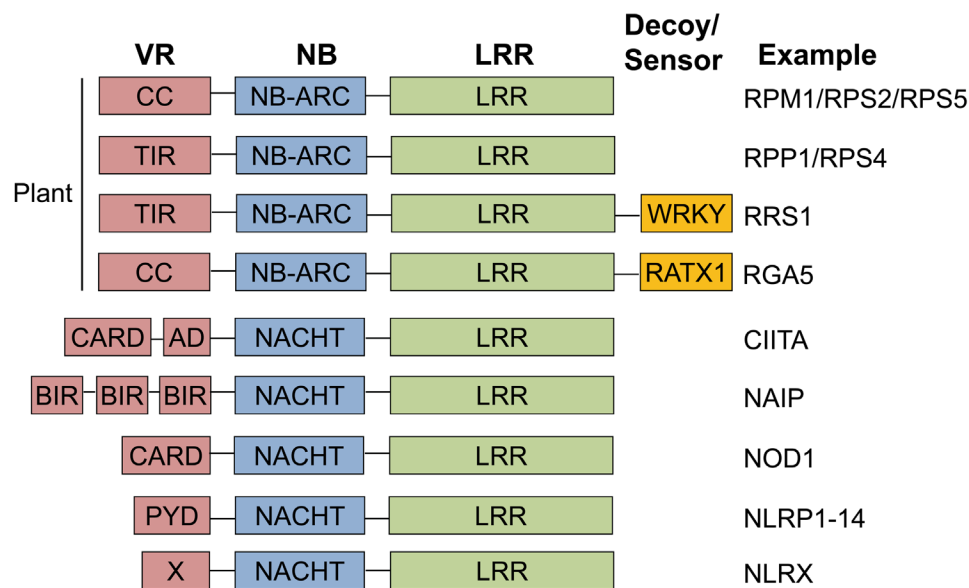 Decoy/
VR NB LRR Sensor Example
CC NB-ARC LRR RPM1/RPS2/RPS5
TIR NB-ARC LRR RPP1/RPS4
Plant
TIR NB-ARC LRR WRKY RRS1
CC NB-ARC LRR RATX1 RGA5
CARD AD NACHT LRR CIITA
BIR BIR BIR NACHT LRR NAIP
CARD NACHT LRR NOD1
PYD NACHT LRR NLRP1-14
X NACHT LRR NLRX